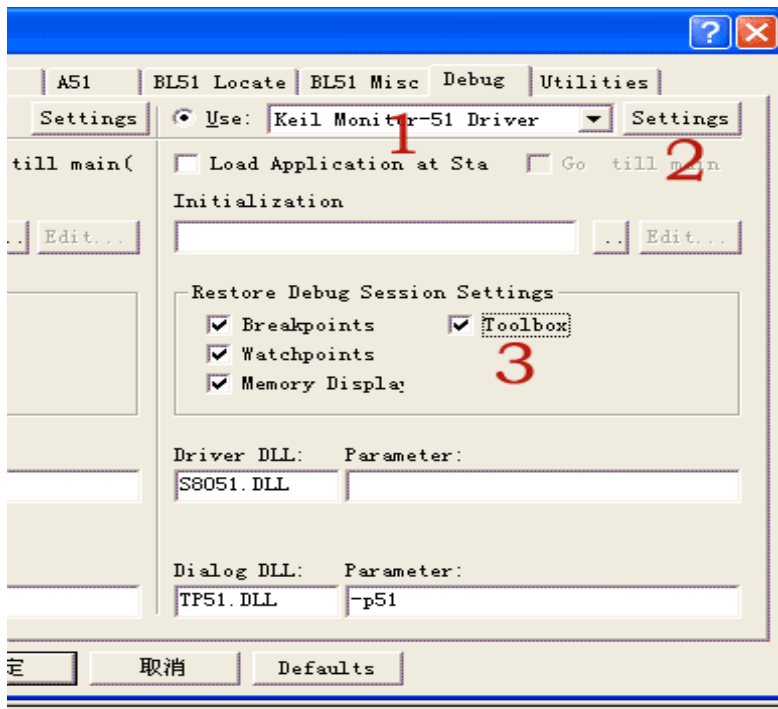 A51 BL51 Locate BL51 Misc Debug Utilities
Settings Use: Keil Monitor-51 Driver Settings
1
2
till main( Load Application at Sta Go till main
Initialization
.. Edit... .. Edit...
Restore Debug Session Settings
Breakpoints Toolbox
Watchpoints
3
Memory Displa
Driver DLL: Parameter:
S8051.DLL
Dialog DLL: Parameter:
TP51.DLL -p51
定 取消 Defaults